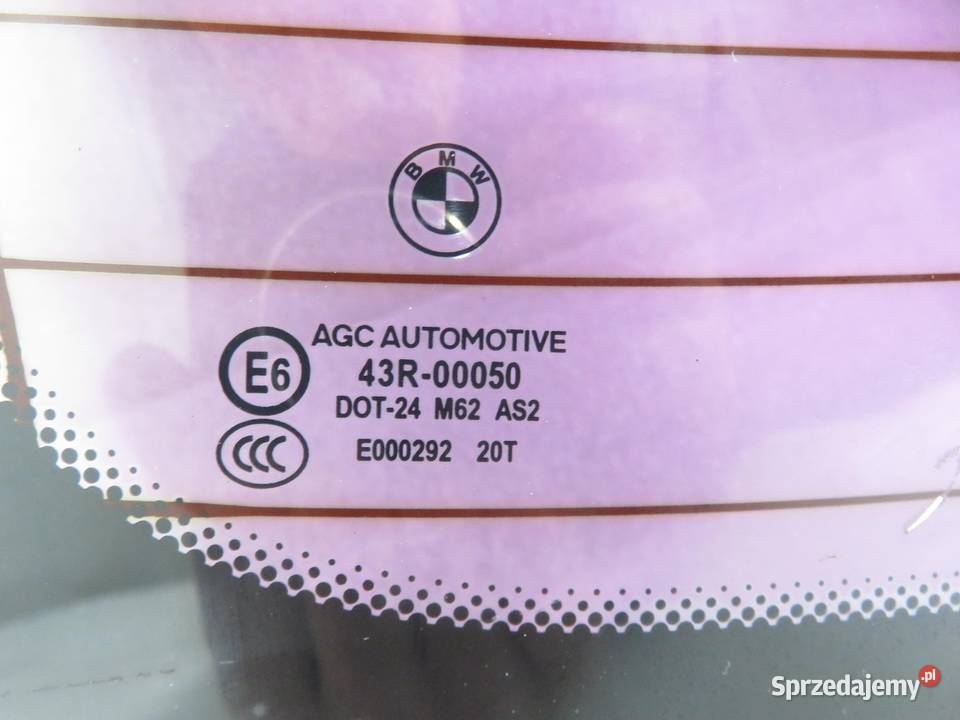 BMW
AGC AUTOMOTIVE
E6
43R-00050
DOT-24 M62 AS2
CCC
E000292 20T
Sprzedajemy.pl